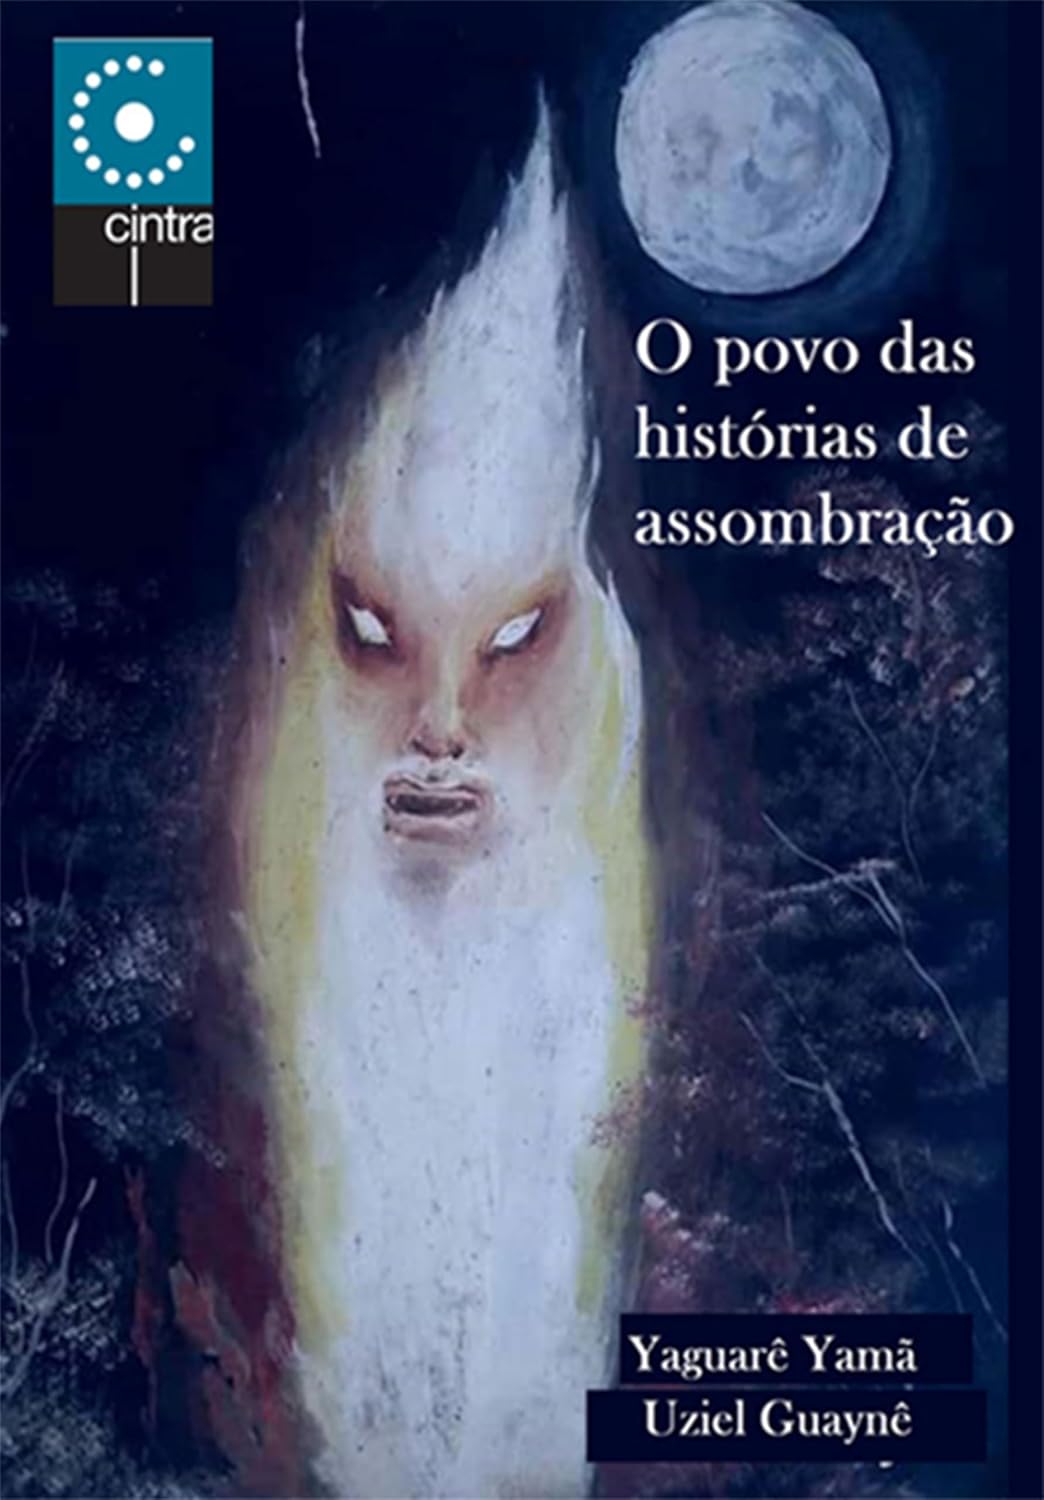 cintra
O povo das
histórias de
assombração
Yaguarê Yamã
Uziel Guaynê